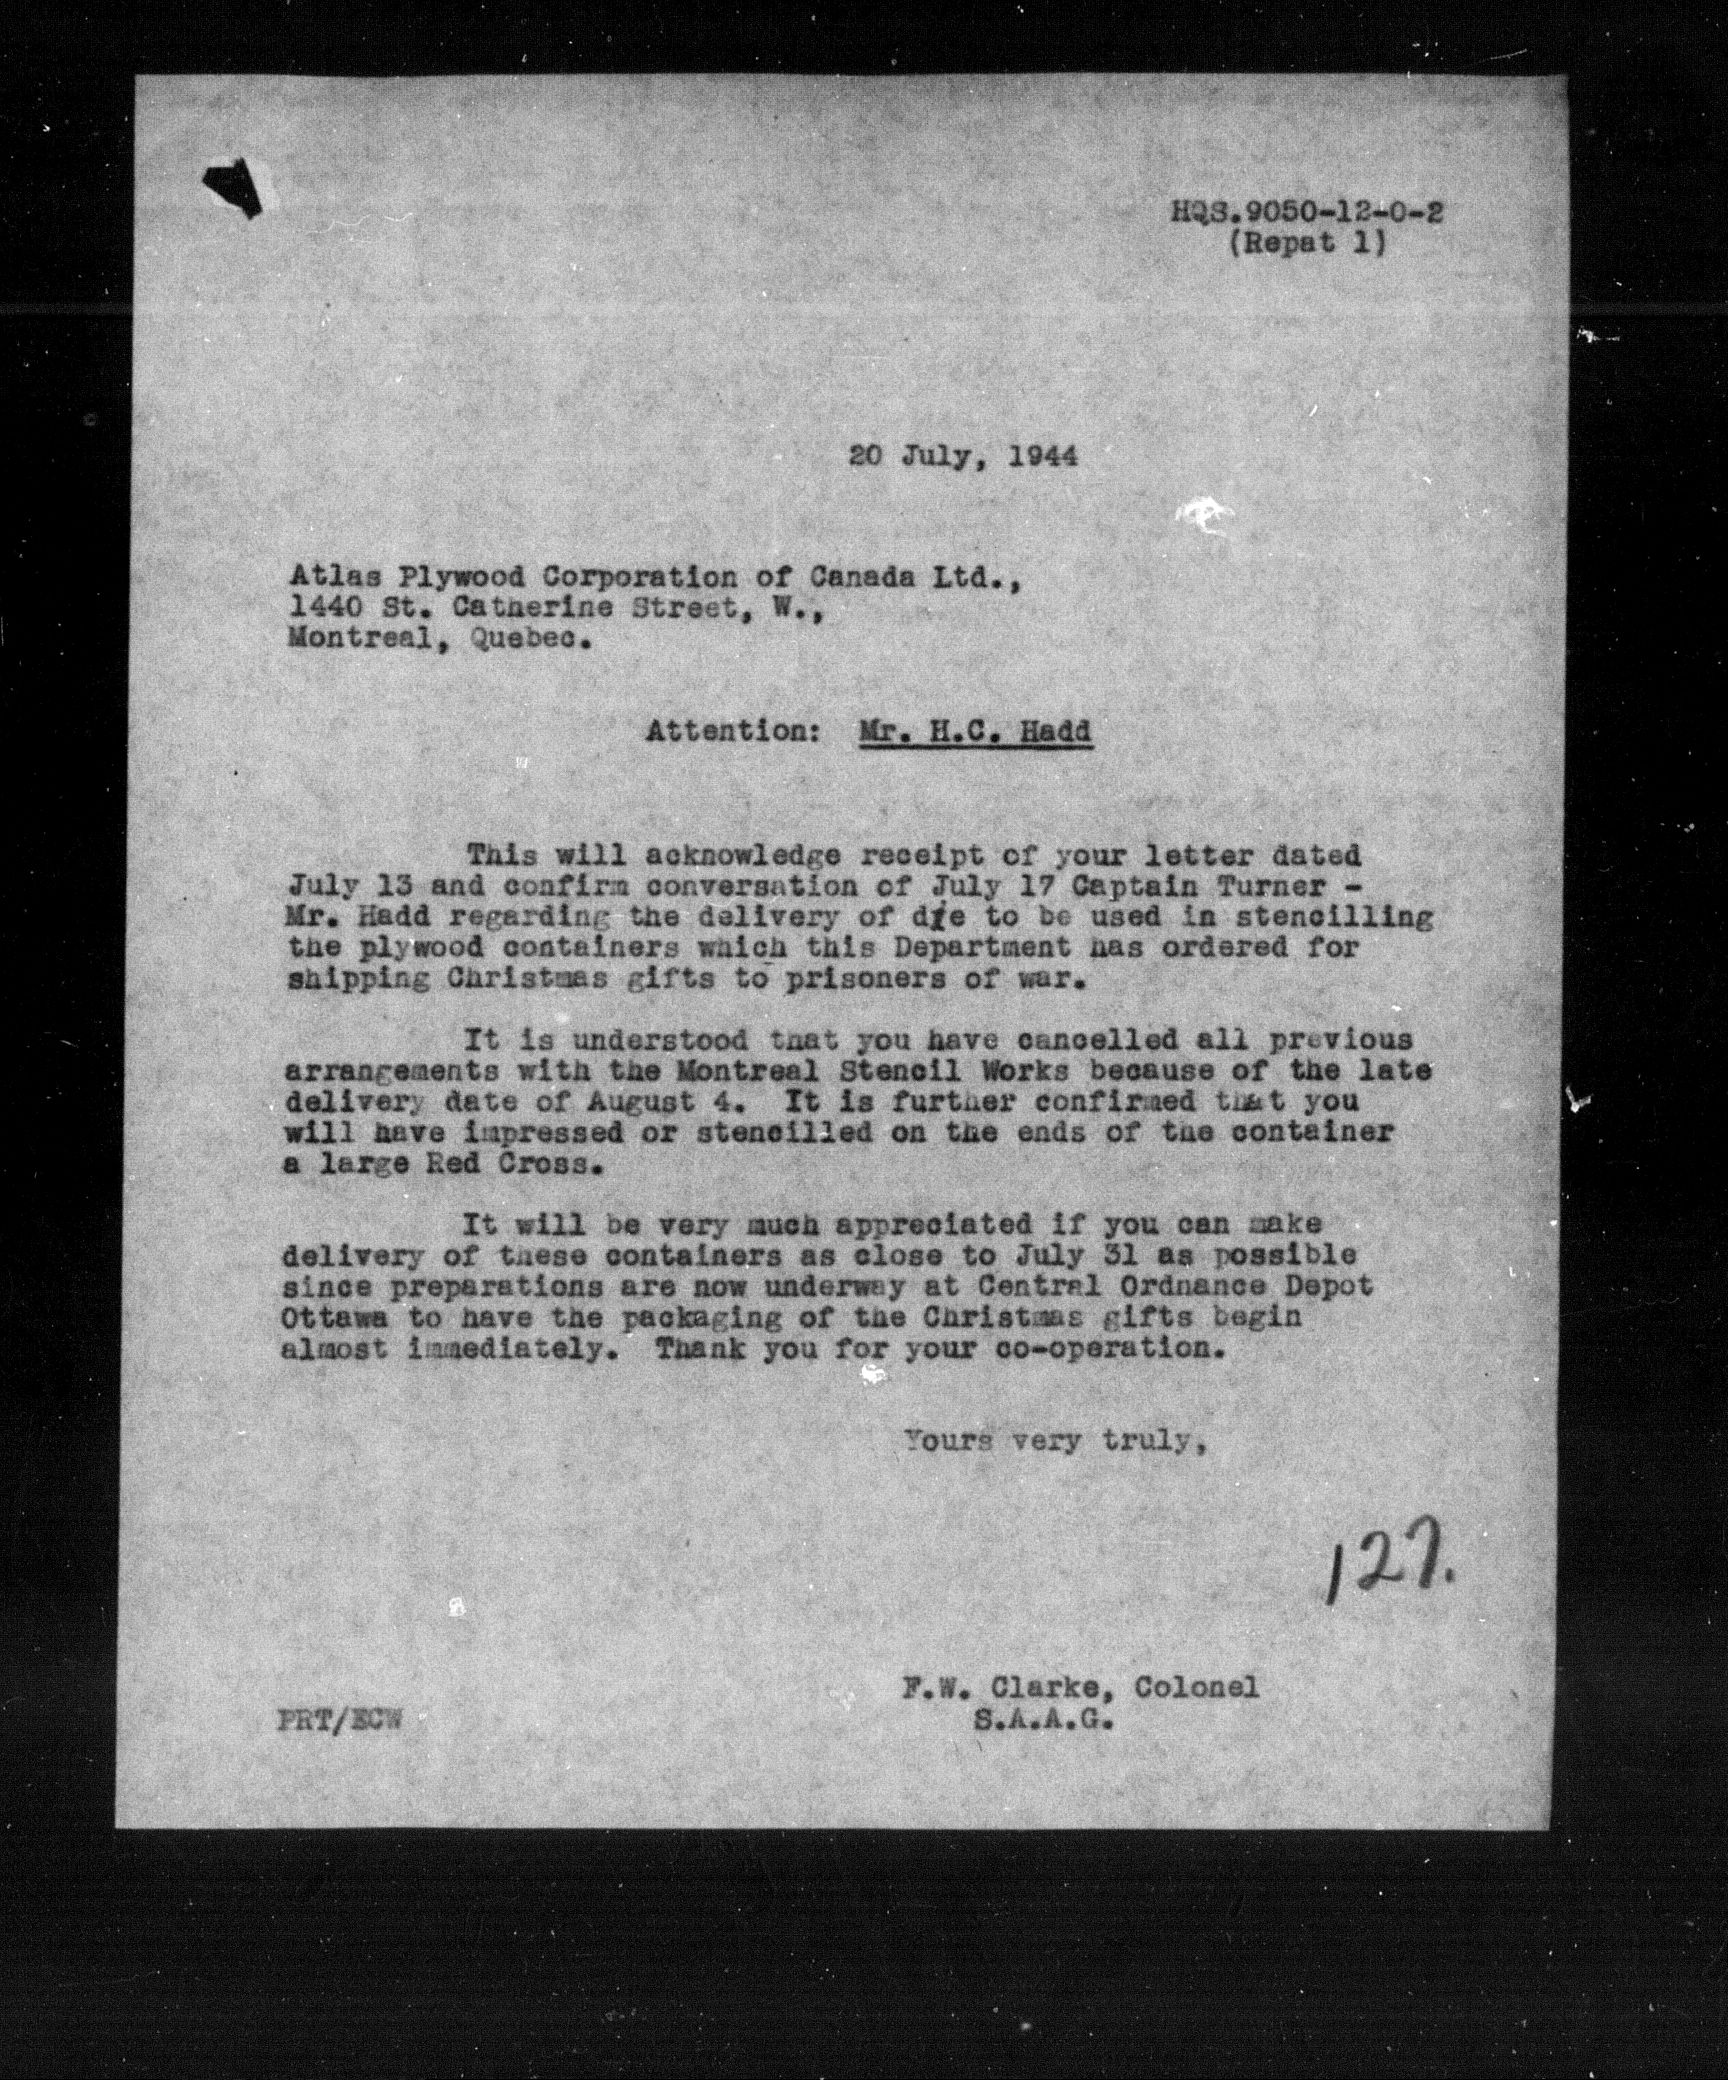 HQS.9050-12-0-2
(Repat 1)
20 July, 1944
Atlas Plywood Corporation of Canada Ltd.,
1440 St. Catherine Street, W.,
Montreal, Quebec.
Attention: Mr. H.C. Hadd
This will acknowledge receipt of your letter dated
July 13 and confirm conversation of July 17 Captain Turner -
Mr. Hadd regarding the delivery of die to be used in stencilling
the plywood containers which this Department has ordered for
shipping Christmas gifts to prisoners of war.
It is understood that you have cancelled all previous
arrangements with the Montreal Stencil Works because of the late
delivery date of August 4. It is further confirmed that you
will have impressed or stencilled on the ends of the container
a large Red Cross.
It will be very much appreciated if you can make
delivery of these containers as close to July 31 as possible
since preparations are now underway at Central Ordnance Depot
Ottawa to have the packaging of the Christmas gifts begin
almost immediately. Thank you for your co-operation.
Yours very truly,
127.
F.W. Clarke, Colonel
PRT/ECW S.A.A.G.